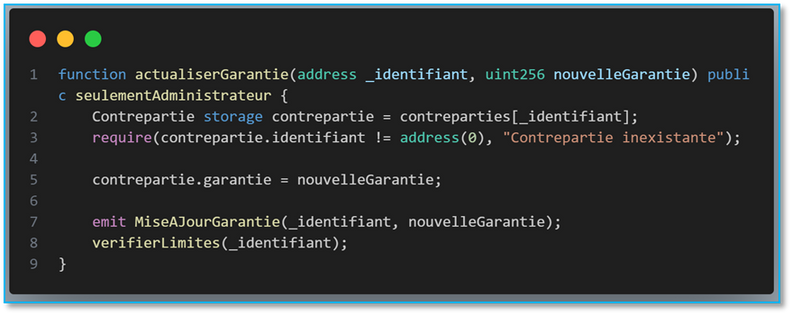 1 function actualiserGarantie(address _identifiant, uint256 nouvelleGarantie) publi
c seulementAdministrateur {
2 Contrepartie storage contrepartie = contreparties[_identifiant];
3 require(contrepartie.identifiant != address(0), "Contrepartie inexistante");
4
5 contrepartie.garantie = nouvelleGarantie;
6
7 emit MiseAJourGarantie(_identifiant, nouvelleGarantie);
8 verifierLimites(_identifiant);
9 }